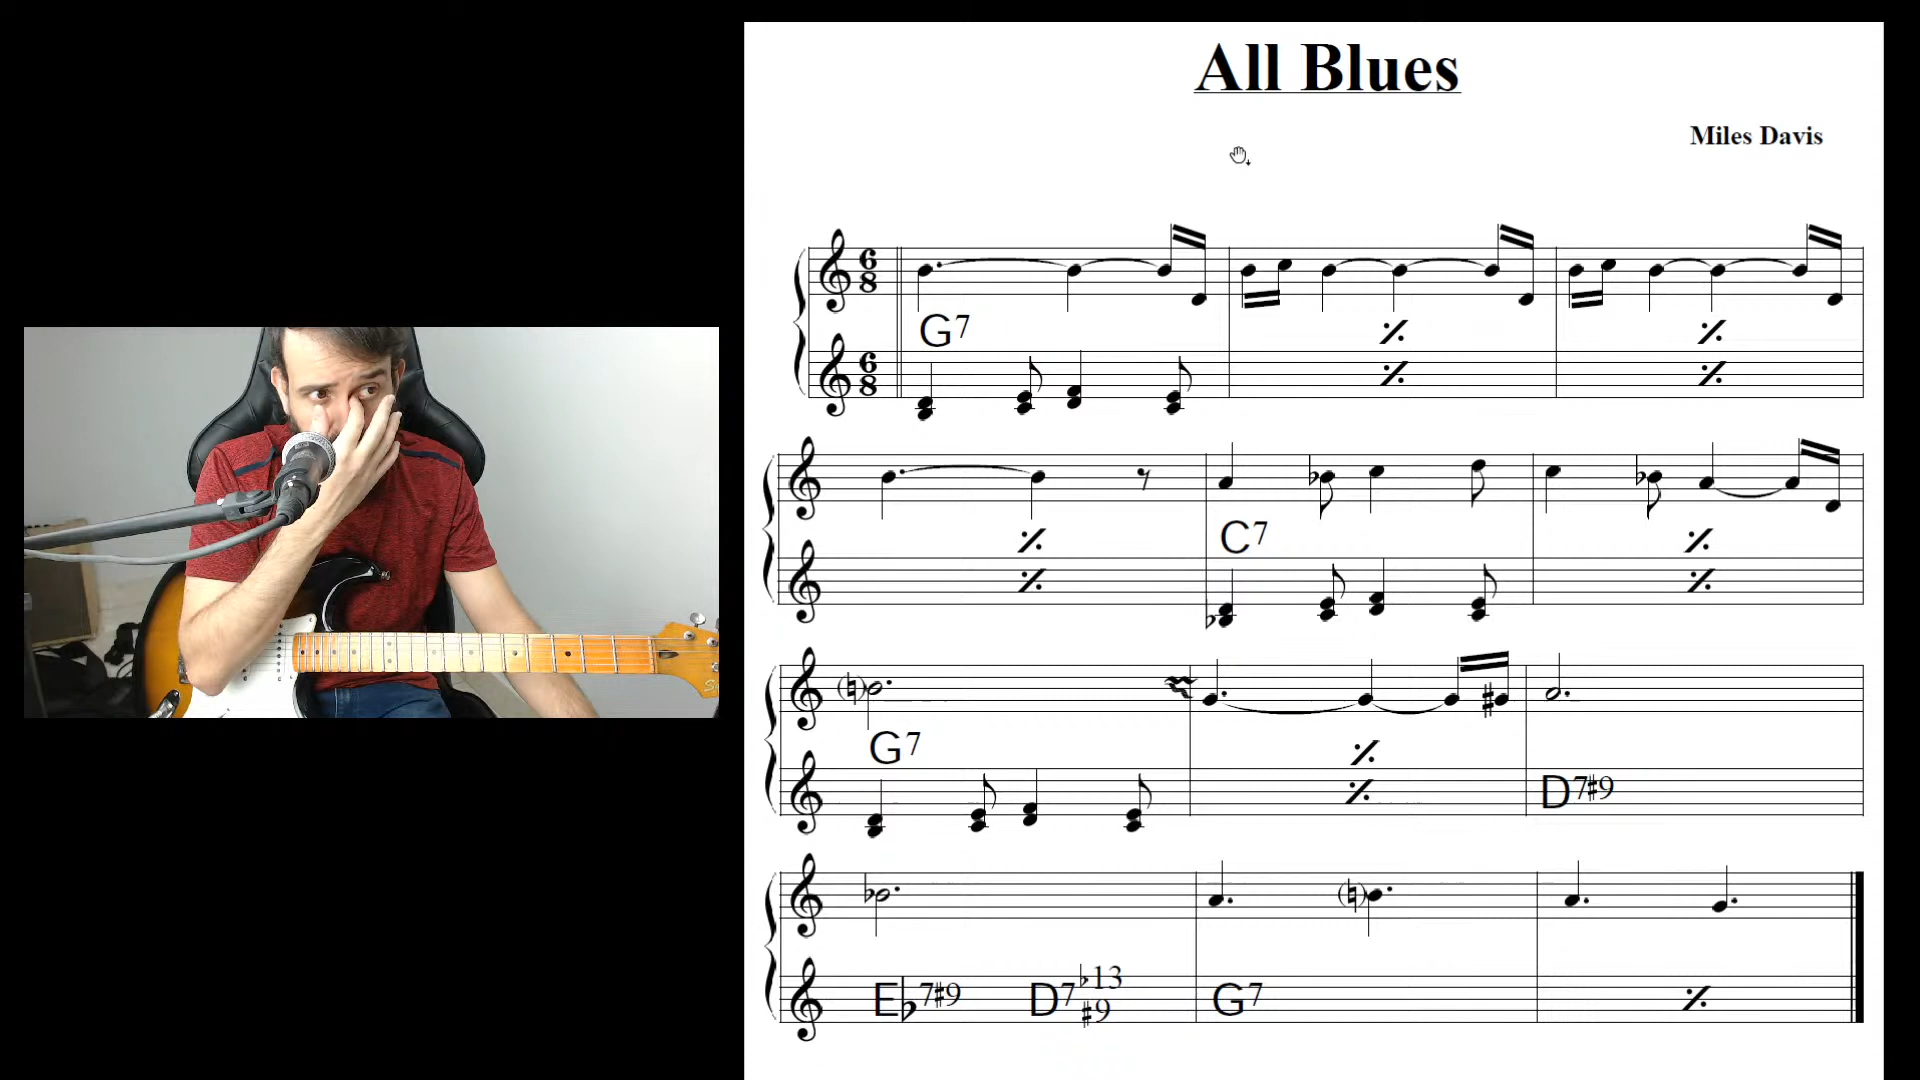 All Blues
Miles Davis
6
8
G7
6
8
C7
G7
D7♯9
E♭7♯9 D7♭13♯9 G7